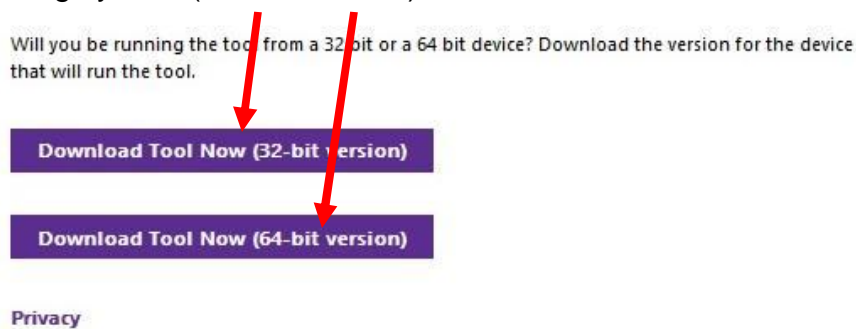 Will you be running the tool from a 32 bit or a 64 bit device? Download the version for the device
that will run the tool.
Download Tool Now (32-bit version)
Download Tool Now (64-bit version)
Privacy